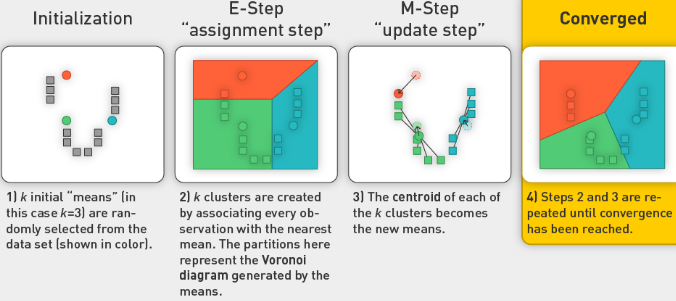 Initialization
E-Step
"assignment step"
M-Step
"update step"
Converged
1) k initial "means" (in
this case k=3) are ran-
domly selected from the
data set (shown in color).
2) k clusters are created
by associating every ob-
servation with the nearest
mean. The partitions here
represent the Voronoi
diagram generated by the
means.
3) The centroid of each of
the k clusters becomes
the new means.
4) Steps 2 and 3 are re-
peated until convergence
has been reached.